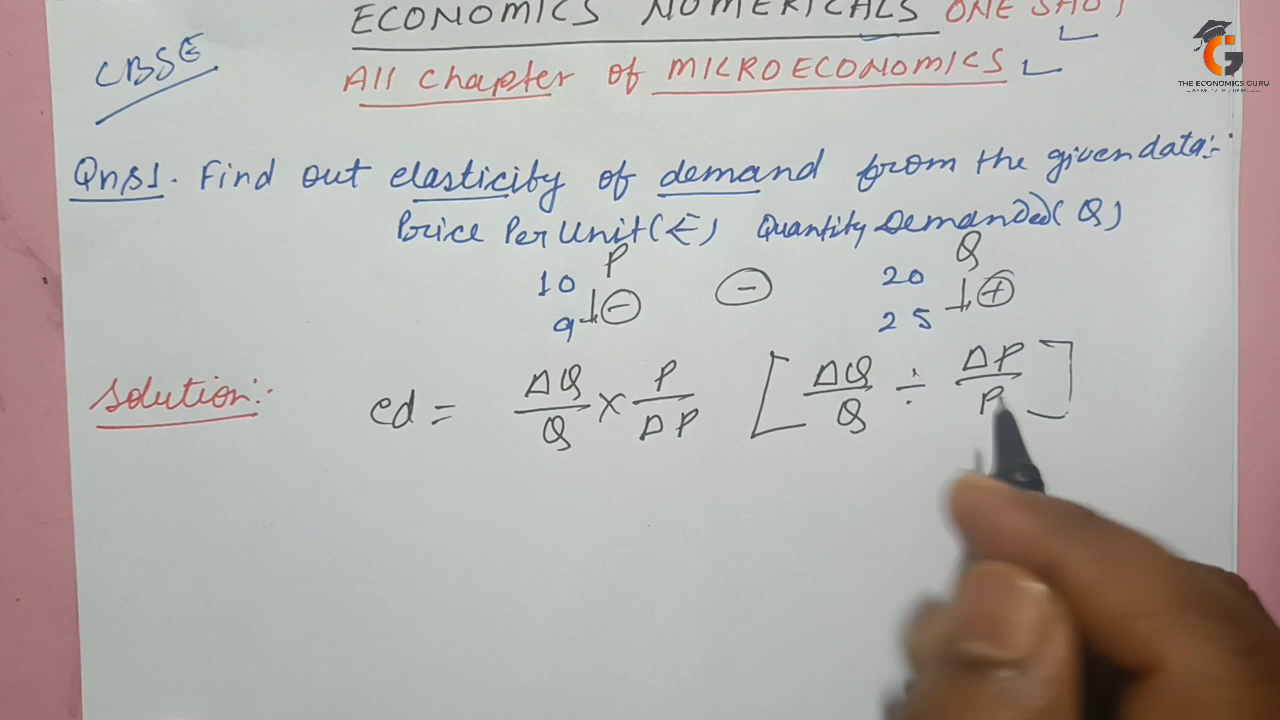 ECONOMICS NUMERICALS ONE SHOT
CBSE
All Chapter of MICROECONOMICS
THE ECONOMICS GURU
Qns1. Find out elasticity of demand from the given data:-
Price Per Unit(₹) Quantity Demanded(Q)
P Q
10 ↓ ⊖ ⊖ 20 ↓ ⊕
9 25
Solution:- ed = ΔQ/Q × P/ΔP [ΔQ/Q ÷ ΔP/P]